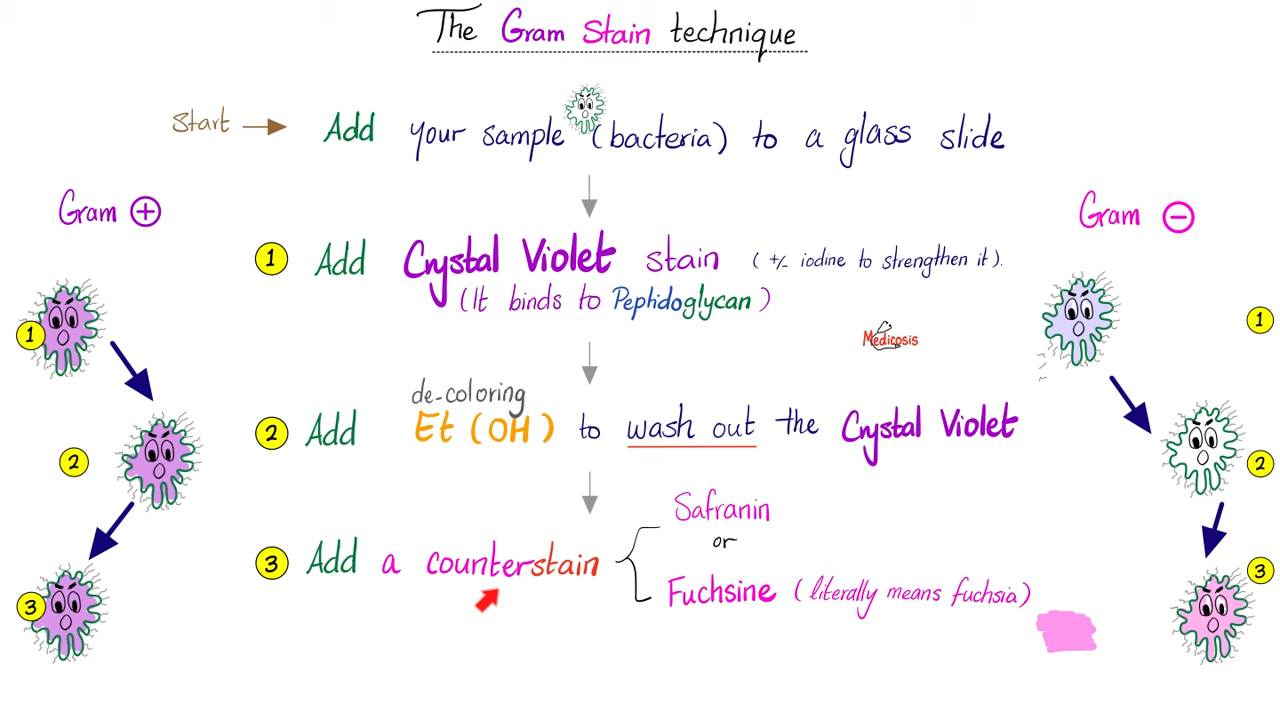 The Gram Stain technique
Start
Add your sample (bacteria) to a glass slide
Gram +
Gram -
1 Add Crystal Violet stain ( +/- iodine to strengthen it ).
(It binds to Peptidoglycan)
1
1
Medicosis
de-coloring
2 Add Et (OH) to wash out the Crystal Violet
2
2
Safranin
or
3 Add a counterstain
Fuchsine (literally means fuchsia)
3
3